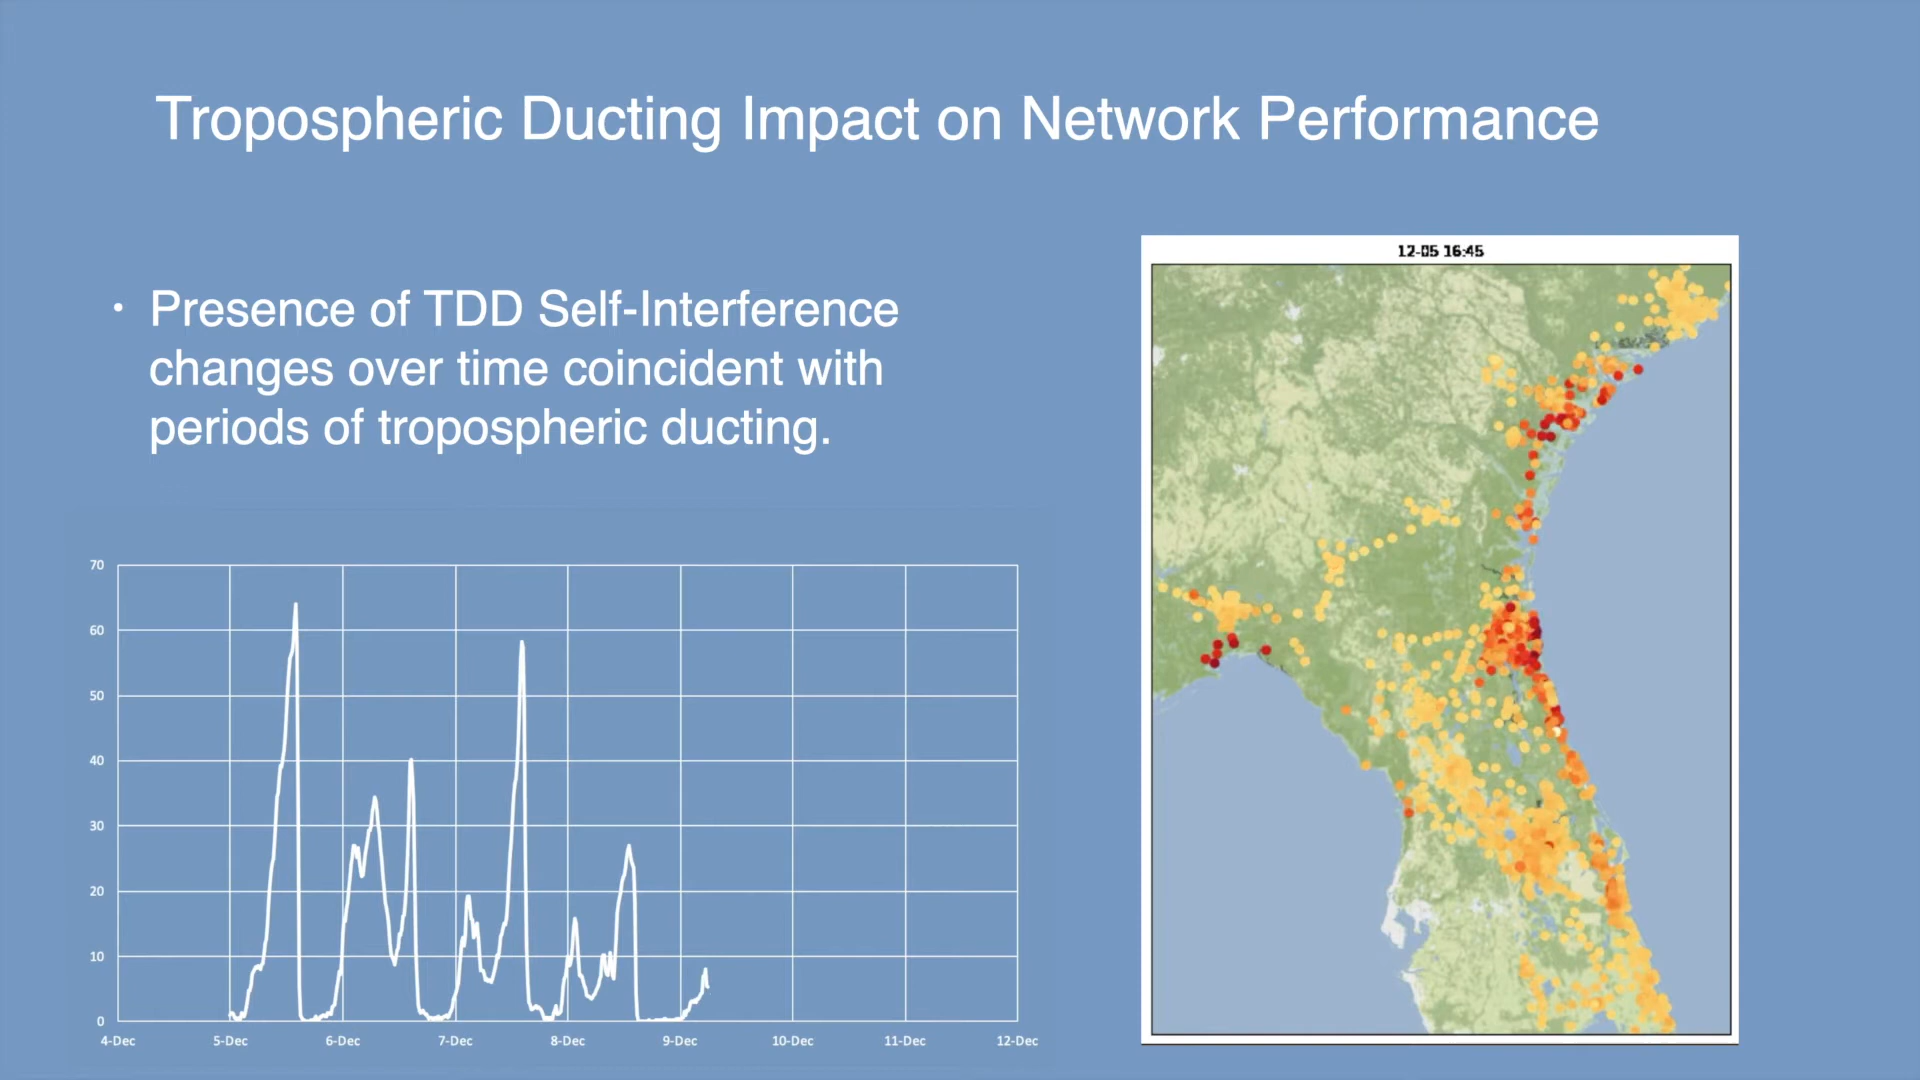 Tropospheric Ducting Impact on Network Performance
• Presence of TDD Self-Interference
changes over time coincident with
periods of tropospheric ducting.
12-05 16:45
70
60
50
40
30
20
10
0
4-Dec 5-Dec 6-Dec 7-Dec 8-Dec 9-Dec 10-Dec 11-Dec 12-Dec